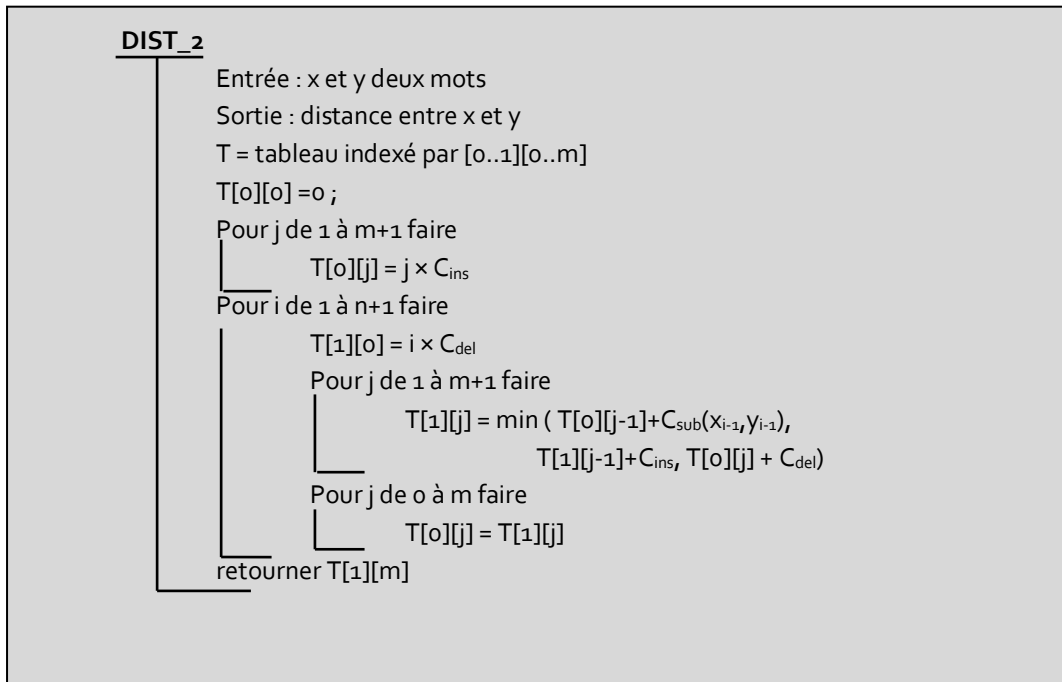 DIST_2
Entrée : x et y deux mots
Sortie : distance entre x et y
T = tableau indexé par [0..1][0..m]
T[0][0] =0 ;
Pour j de 1 à m+1 faire
T[0][j] = j × Cins
Pour i de 1 à n+1 faire
T[1][0] = i × Cdel
Pour j de 1 à m+1 faire
T[1][j] = min ( T[0][j-1]+Csub(xi-1,yi-1),
T[1][j-1]+Cins, T[0][j] + Cdel)
Pour j de 0 à m faire
T[0][j] = T[1][j]
retourner T[1][m]